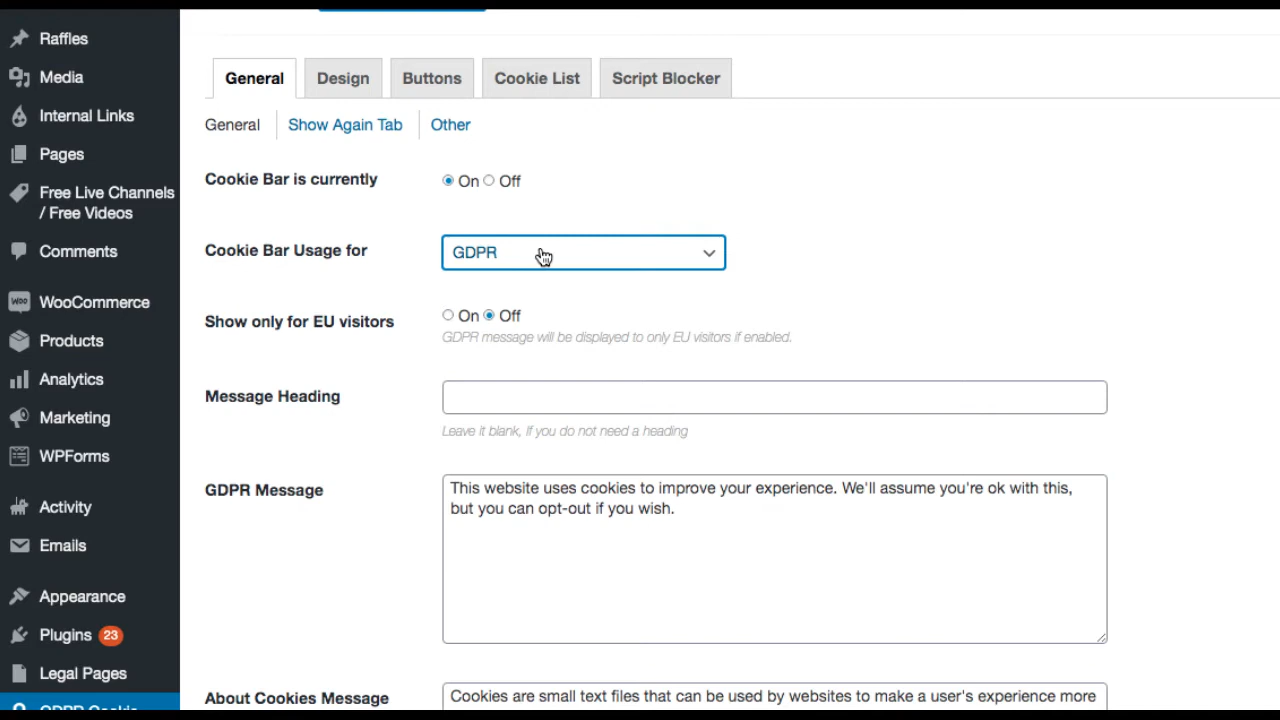 Raffles
Media
Internal Links
Pages
Free Live Channels
/ Free Videos
Comments
WooCommerce
Products
Analytics
Marketing
WPForms
Activity
Emails
Appearance
Plugins 23
Legal Pages
GDPR Cookie
General Design Buttons Cookie List Script Blocker
General Show Again Tab Other
Cookie Bar is currently On Off
Cookie Bar Usage for GDPR
Show only for EU visitors On Off
GDPR message will be displayed to only EU visitors if enabled.
Message Heading
Leave it blank, If you do not need a heading
GDPR Message This website uses cookies to improve your experience. We'll assume you're ok with this,
but you can opt-out if you wish.
About Cookies Message Cookies are small text files that can be used by websites to make a user's experience more